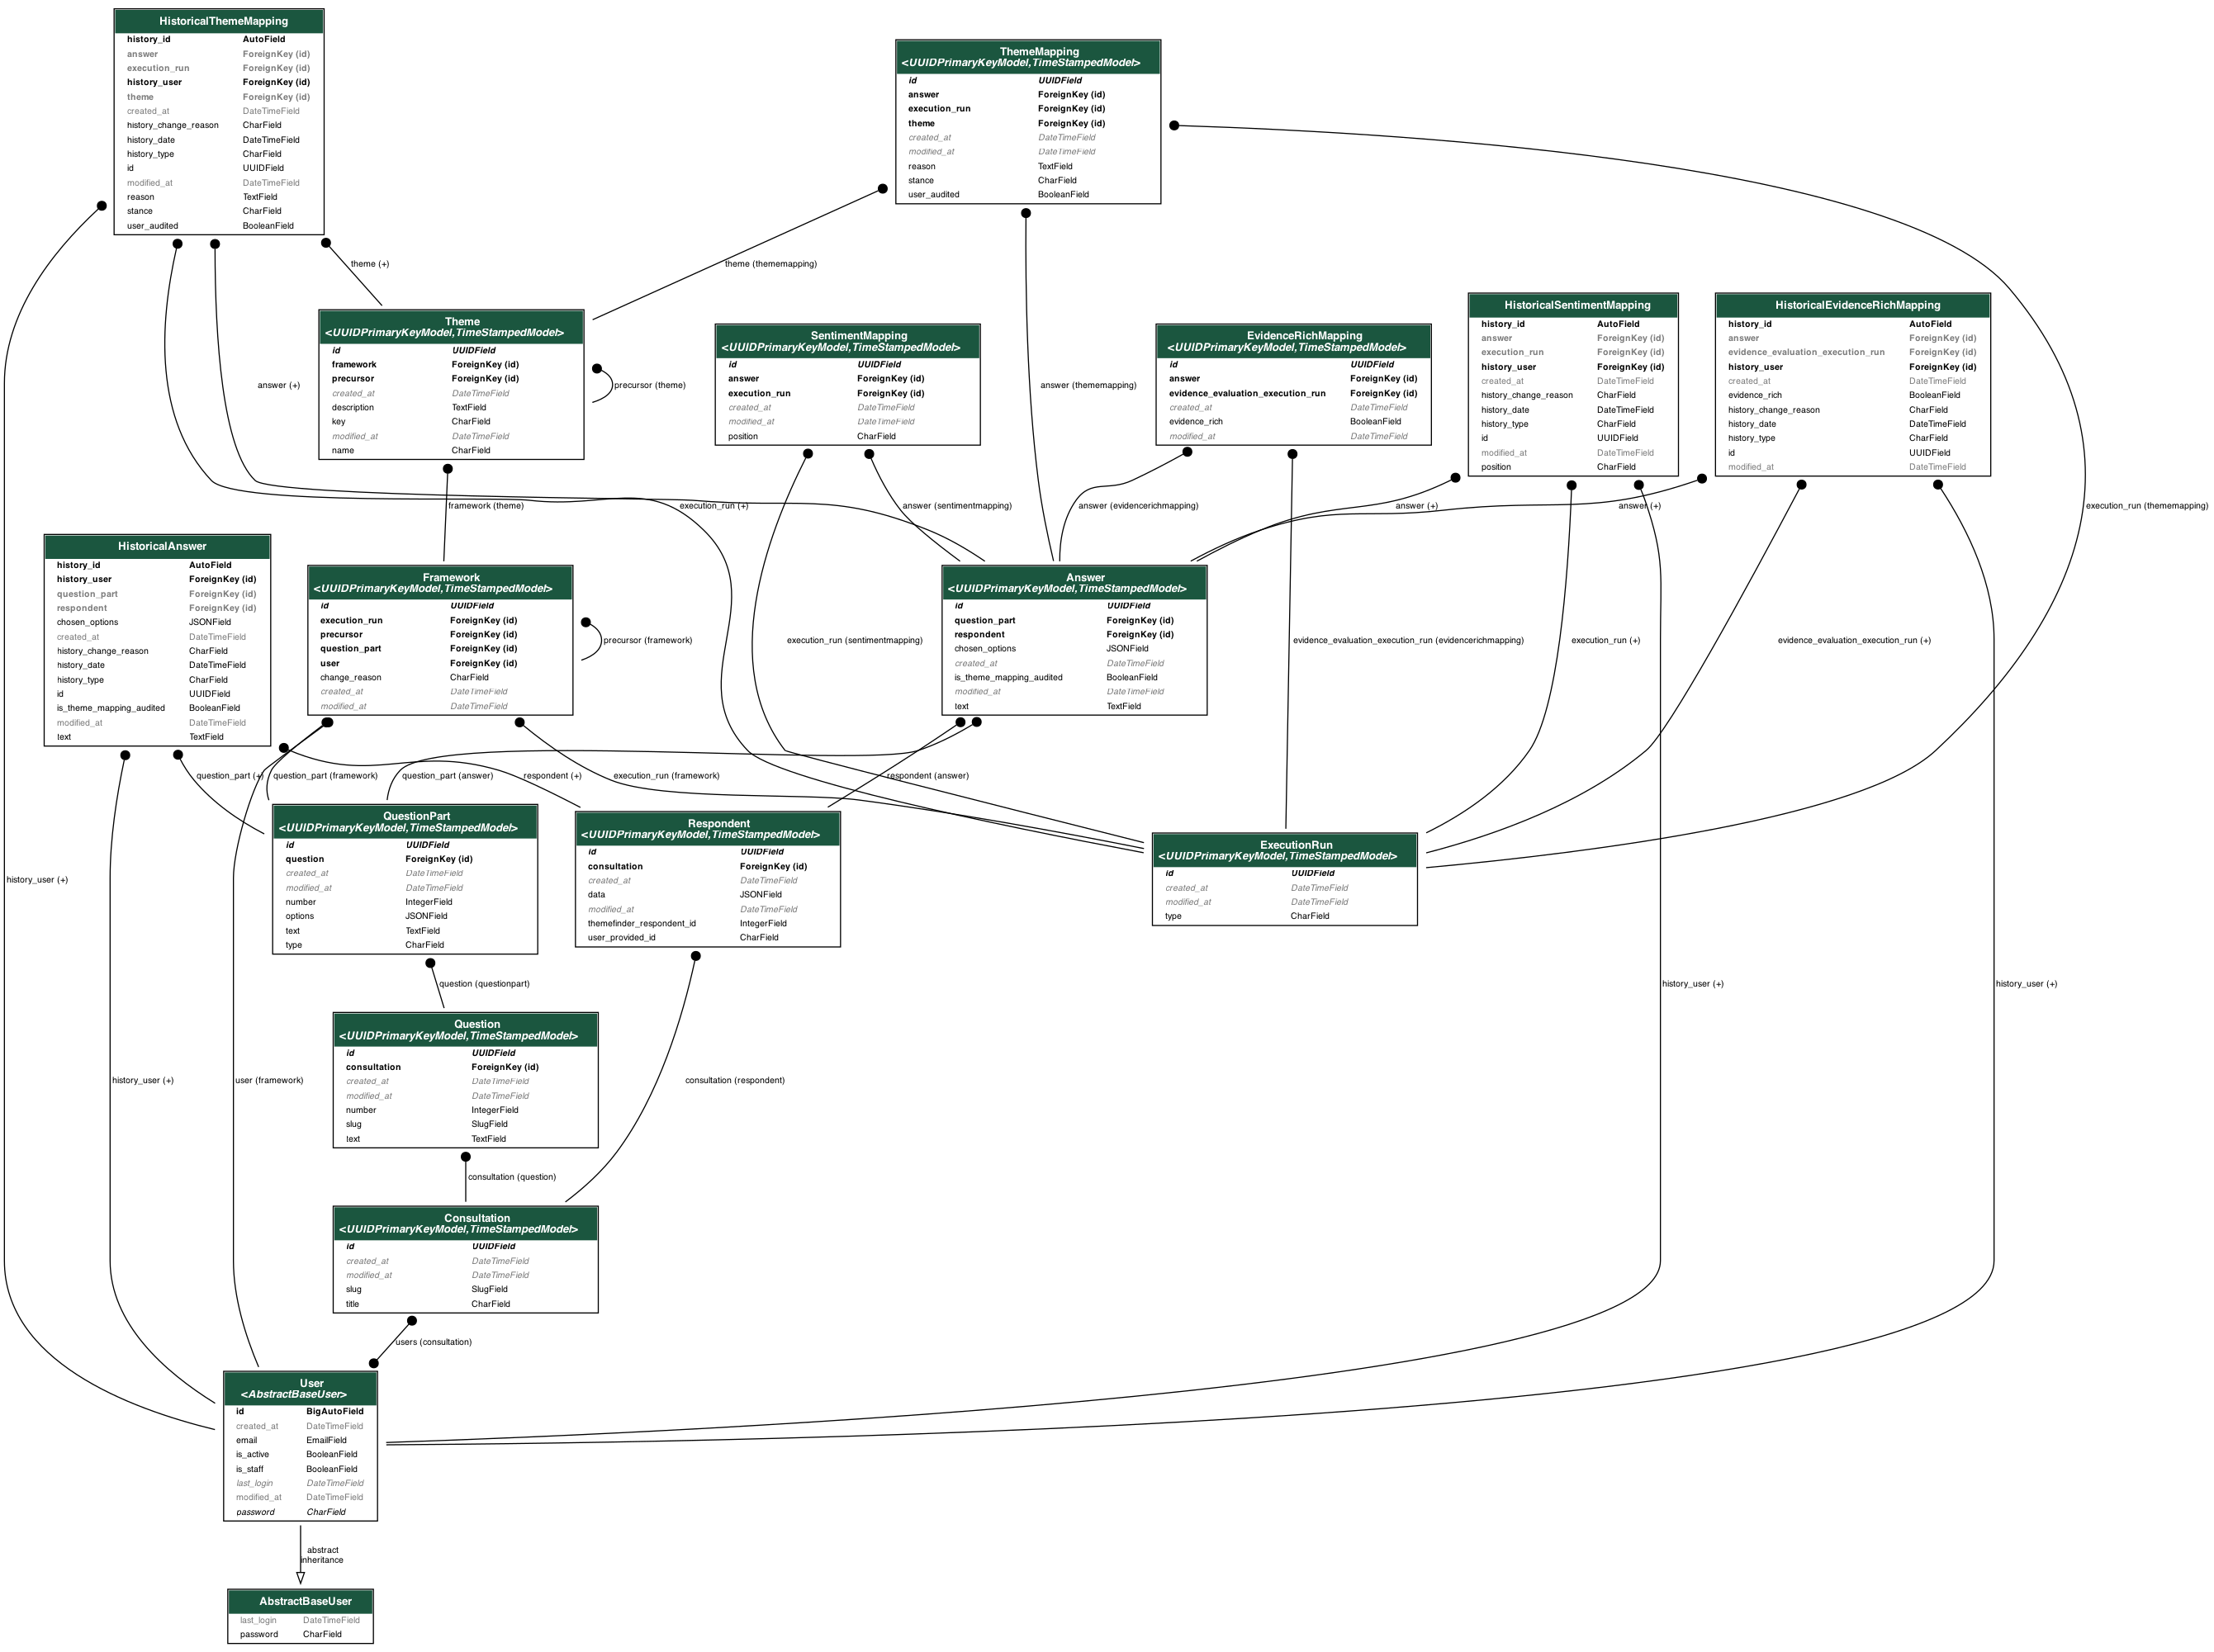 HistoricalThemeMapping
history_id AutoField
answer ForeignKey (id)
execution_run ForeignKey (id)
history_user ForeignKey (id)
theme ForeignKey (id)
created_at DateTimeField
history_change_reason CharField
history_date DateTimeField
history_type CharField
id UUIDField
modified_at DateTimeField
reason TextField
stance CharField
user_audited BooleanField
ThemeMapping
<UUIDPrimaryKeyModel,TimeStampedModel>
id UUIDField
answer ForeignKey (id)
execution_run ForeignKey (id)
theme ForeignKey (id)
created_at DateTimeField
modified_at DateTimeField
reason TextField
stance CharField
user_audited BooleanField
theme (+)
theme (thememapping)
Theme
<UUIDPrimaryKeyModel,TimeStampedModel>
id UUIDField
framework ForeignKey (id)
precursor ForeignKey (id)
created_at DateTimeField
description TextField
key CharField
modified_at DateTimeField
name CharField
precursor (theme)
SentimentMapping
<UUIDPrimaryKeyModel,TimeStampedModel>
id UUIDField
answer ForeignKey (id)
execution_run ForeignKey (id)
created_at DateTimeField
modified_at DateTimeField
position CharField
EvidenceRichMapping
<UUIDPrimaryKeyModel,TimeStampedModel>
id UUIDField
answer ForeignKey (id)
evidence_evaluation_execution_run ForeignKey (id)
created_at DateTimeField
evidence_rich BooleanField
modified_at DateTimeField
HistoricalSentimentMapping
history_id AutoField
answer ForeignKey (id)
execution_run ForeignKey (id)
history_user ForeignKey (id)
created_at DateTimeField
history_change_reason CharField
history_date DateTimeField
history_type CharField
id UUIDField
modified_at DateTimeField
position CharField
HistoricalEvidenceRichMapping
history_id AutoField
answer ForeignKey (id)
evidence_evaluation_execution_run ForeignKey (id)
history_user ForeignKey (id)
created_at DateTimeField
evidence_rich BooleanField
history_change_reason CharField
history_date DateTimeField
history_type CharField
id UUIDField
modified_at DateTimeField
answer (+)
answer (thememapping)
framework (theme)
execution_run (+)
answer (sentimentmapping)
answer (evidencerichmapping)
answer (+)
answer (+)
execution_run (thememapping)
HistoricalAnswer
history_id AutoField
history_user ForeignKey (id)
question_part ForeignKey (id)
respondent ForeignKey (id)
chosen_options JSONField
created_at DateTimeField
history_change_reason CharField
history_date DateTimeField
history_type CharField
id UUIDField
is_theme_mapping_audited BooleanField
modified_at DateTimeField
text TextField
Framework
<UUIDPrimaryKeyModel,TimeStampedModel>
id UUIDField
execution_run ForeignKey (id)
precursor ForeignKey (id)
question_part ForeignKey (id)
user ForeignKey (id)
change_reason CharField
created_at DateTimeField
modified_at DateTimeField
precursor (framework)
execution_run (sentimentmapping)
Answer
<UUIDPrimaryKeyModel,TimeStampedModel>
id UUIDField
question_part ForeignKey (id)
respondent ForeignKey (id)
chosen_options JSONField
created_at DateTimeField
is_theme_mapping_audited BooleanField
modified_at DateTimeField
text TextField
evidence_evaluation_execution_run (evidencerichmapping)
execution_run (+)
evidence_evaluation_execution_run (+)
question_part (+)
question_part (framework)
question_part (answer)
respondent (+)
execution_run (framework)
respondent (answer)
QuestionPart
<UUIDPrimaryKeyModel,TimeStampedModel>
id UUIDField
question ForeignKey (id)
created_at DateTimeField
modified_at DateTimeField
number IntegerField
options JSONField
text TextField
type CharField
Respondent
<UUIDPrimaryKeyModel,TimeStampedModel>
id UUIDField
consultation ForeignKey (id)
created_at DateTimeField
data JSONField
modified_at DateTimeField
themefinder_respondent_id IntegerField
user_provided_id CharField
ExecutionRun
<UUIDPrimaryKeyModel,TimeStampedModel>
id UUIDField
created_at DateTimeField
modified_at DateTimeField
type CharField
history_user (+)
question (questionpart)
history_user (+)
history_user (+)
Question
<UUIDPrimaryKeyModel,TimeStampedModel>
id UUIDField
consultation ForeignKey (id)
created_at DateTimeField
modified_at DateTimeField
number IntegerField
slug SlugField
text TextField
history_user (+)
user (framework)
consultation (respondent)
consultation (question)
Consultation
<UUIDPrimaryKeyModel,TimeStampedModel>
id UUIDField
created_at DateTimeField
modified_at DateTimeField
slug SlugField
title CharField
users (consultation)
User
<AbstractBaseUser>
id BigAutoField
created_at DateTimeField
email EmailField
is_active BooleanField
is_staff BooleanField
last_login DateTimeField
modified_at DateTimeField
password CharField
abstract
inheritance
AbstractBaseUser
last_login DateTimeField
password CharField